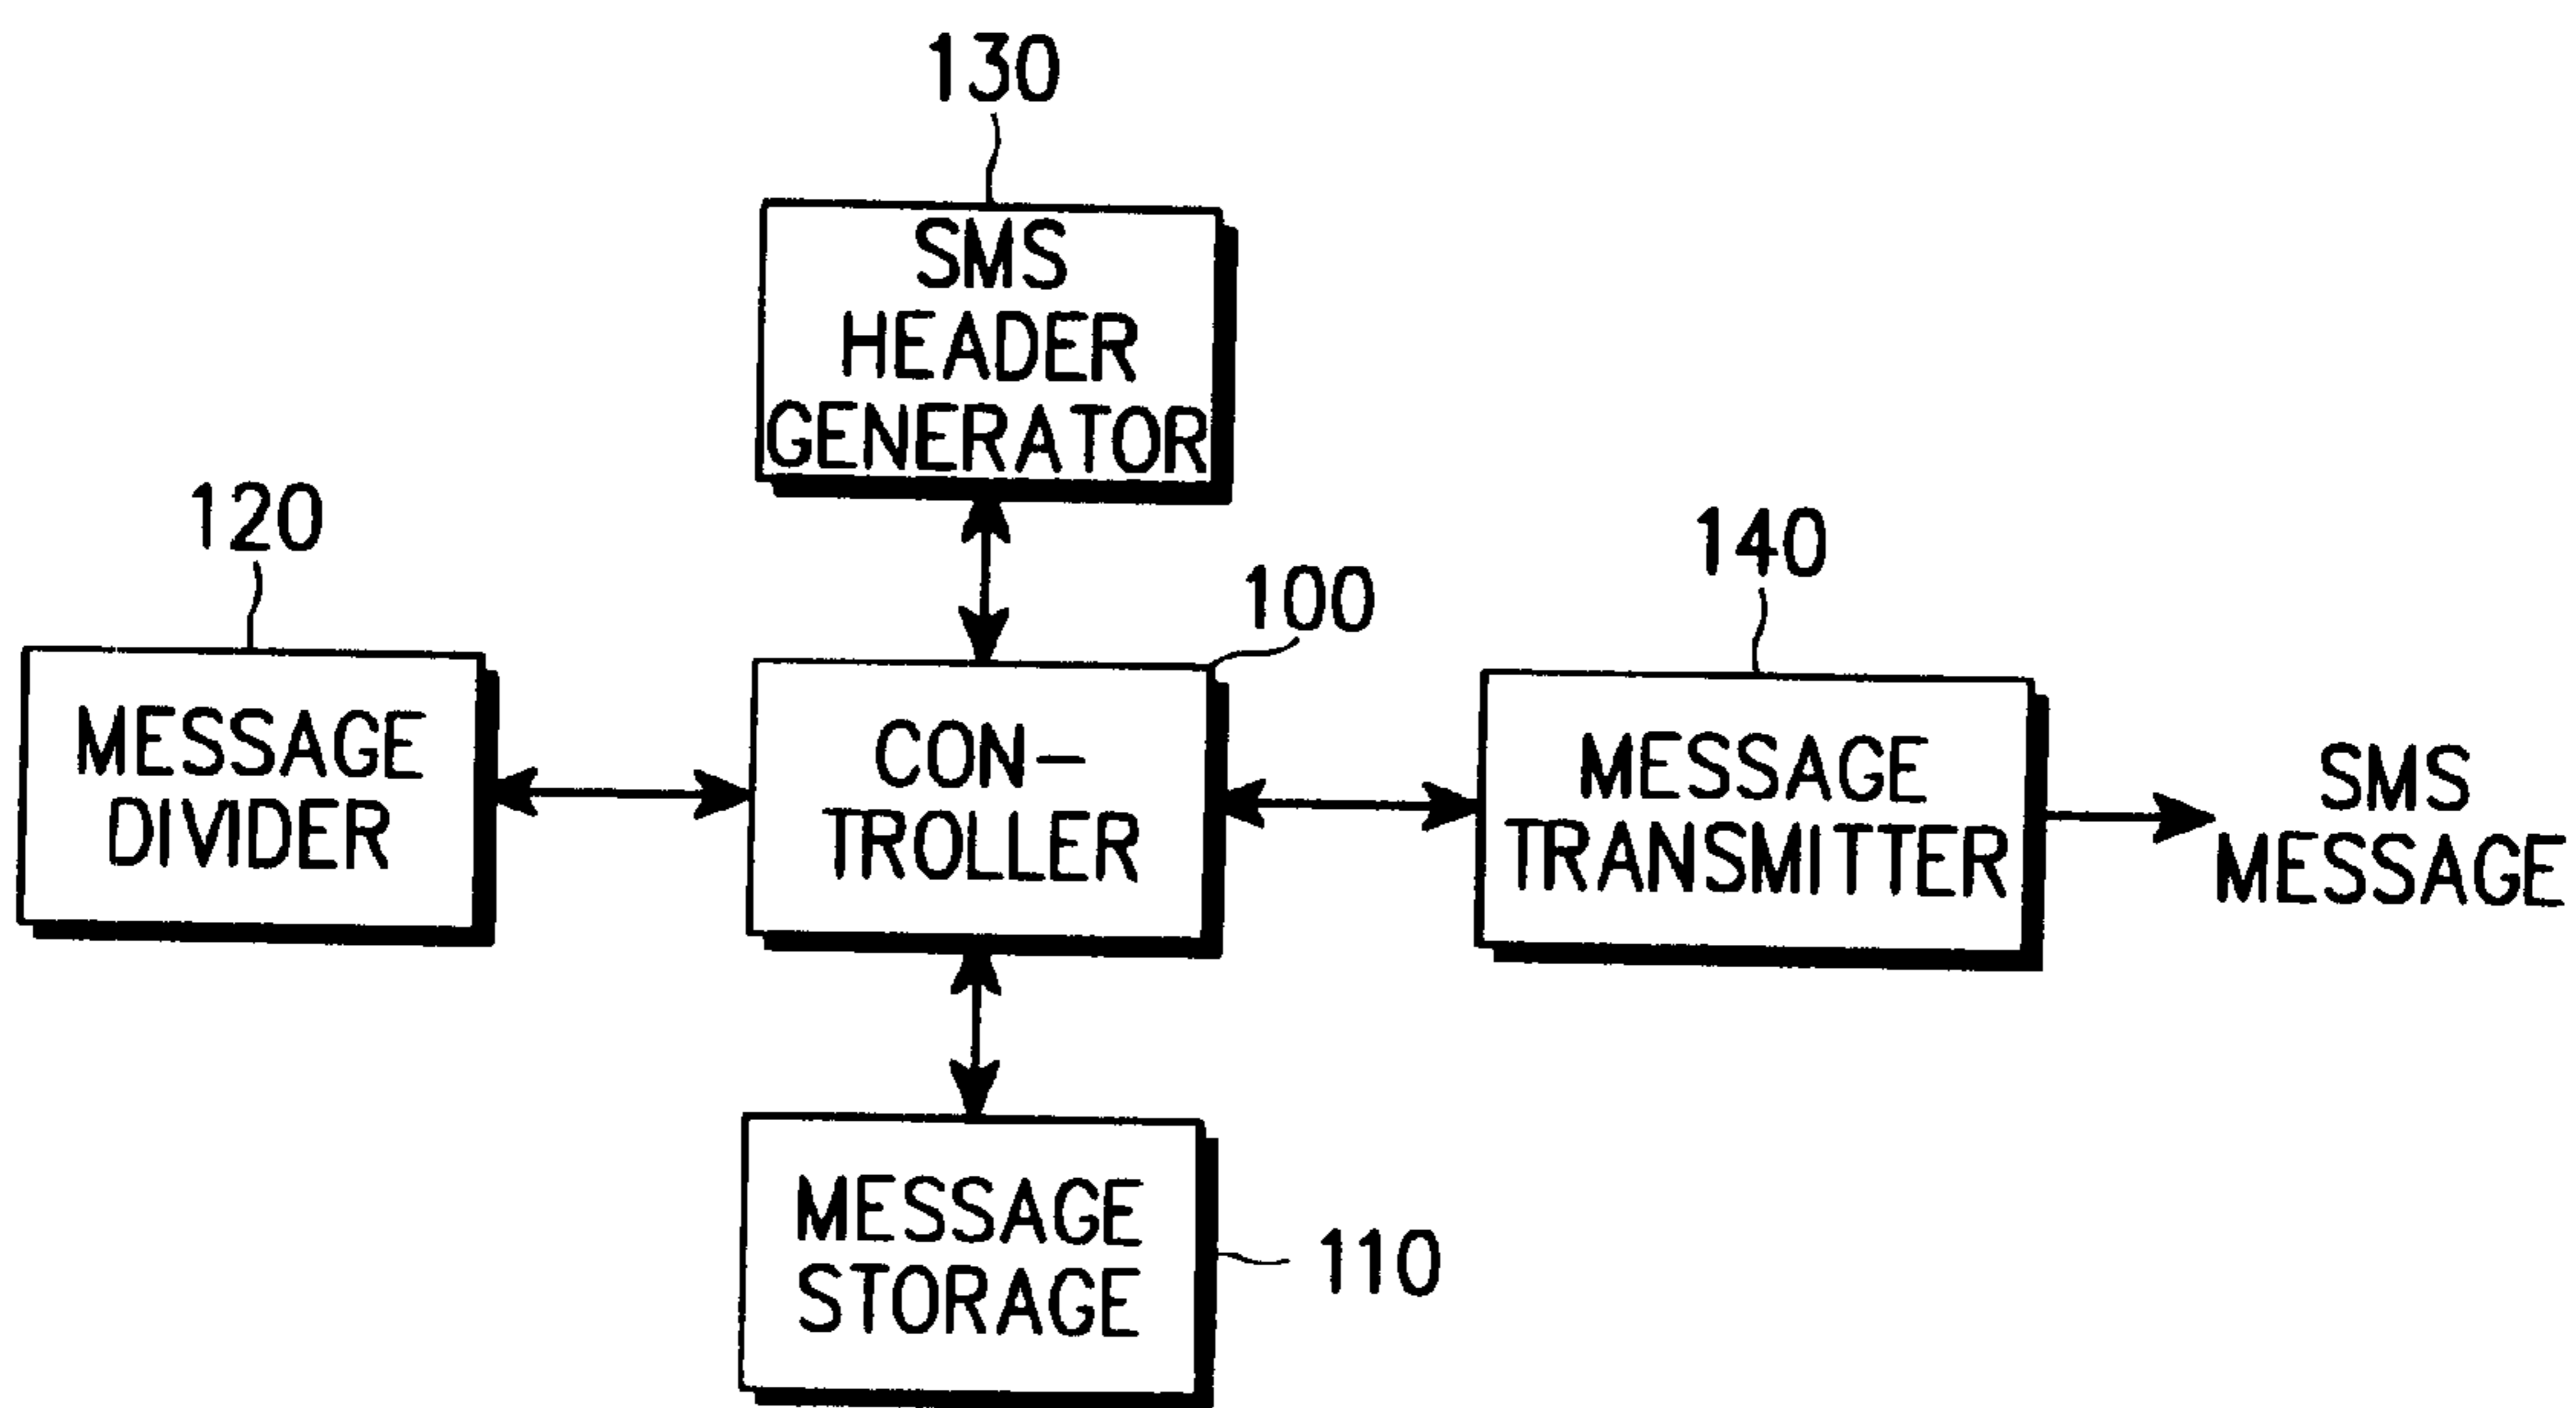 130
SMS
HEADER
GENERATOR
120
140
100
MESSAGE
DIVIDER
CON-
TROLLER
MESSAGE
TRANSMITTER
SMS
MESSAGE
MESSAGE
STORAGE
110